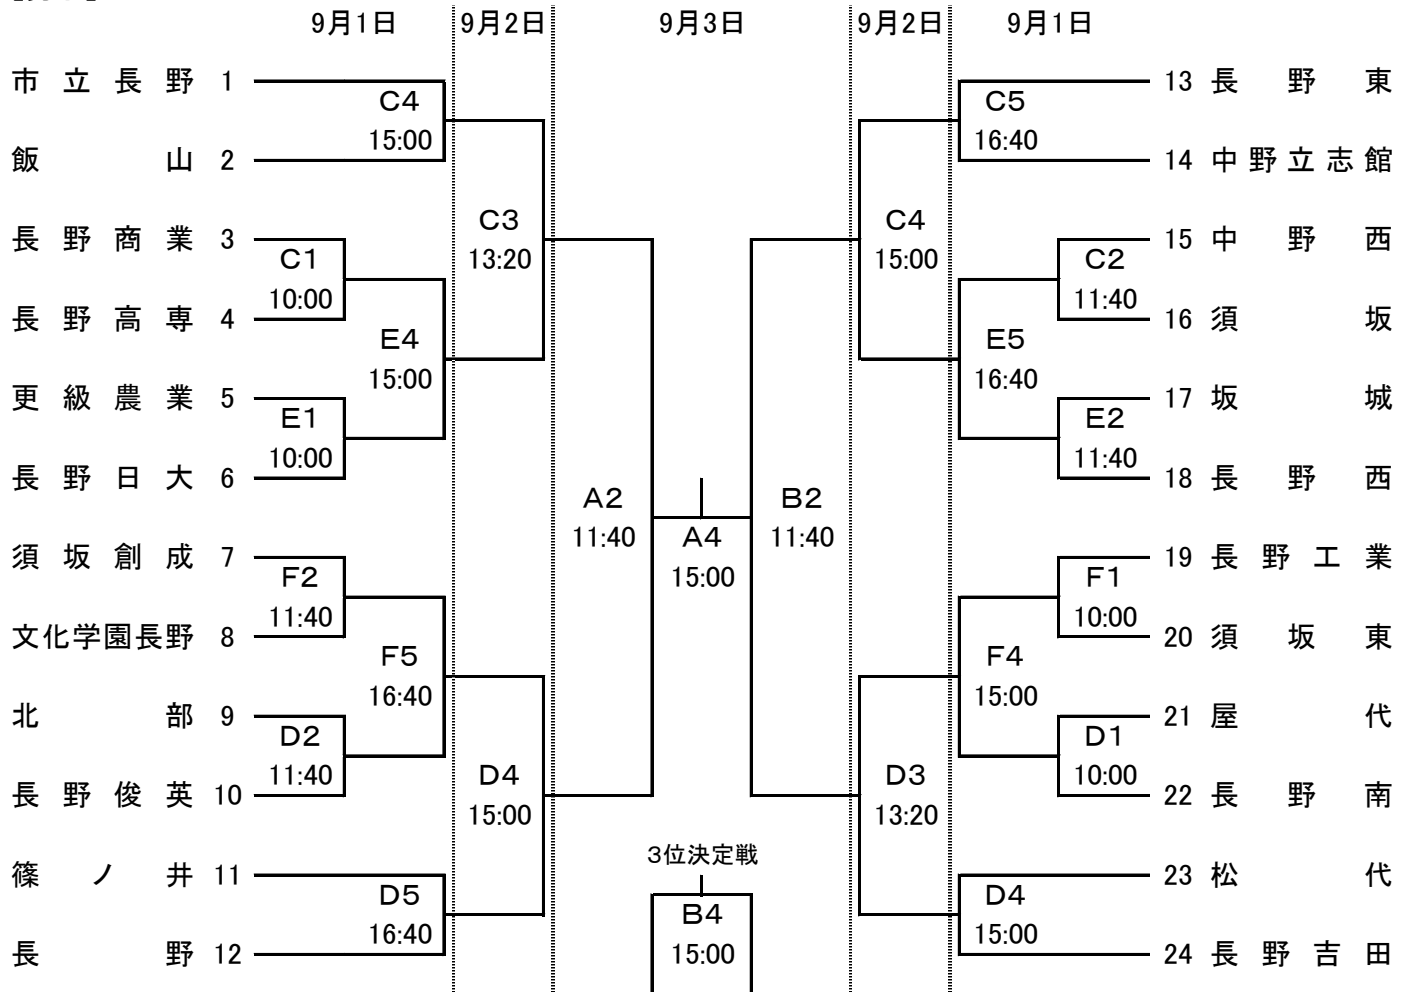 9月1日 9月2日 9月3日 9月2日 9月1日
市立長野 1
C4
15:00
飯山 2
長野商業 3
C1
10:00
長野高専 4
E4
15:00
更級農業 5
E1
10:00
長野日大 6
C3
13:20
須坂創成 7
F2
11:40
文化学園長野 8
F5
16:40
北部 9
D2
11:40
長野俊英 10
D4
15:00
篠ノ井 11
D5
16:40
長野 12
A2
11:40
A4
15:00
B2
11:40
3位決定戦
B4
15:00
13 長野東
C5
16:40
14 中野立志館
C4
15:00
15 中野西
C2
11:40
16 須坂
E5
16:40
17 坂城
E2
11:40
18 長野西
19 長野工業
F1
10:00
20 須坂東
F4
15:00
21 屋代
D1
10:00
22 長野南
D3
13:20
23 松代
D4
15:00
24 長野吉田